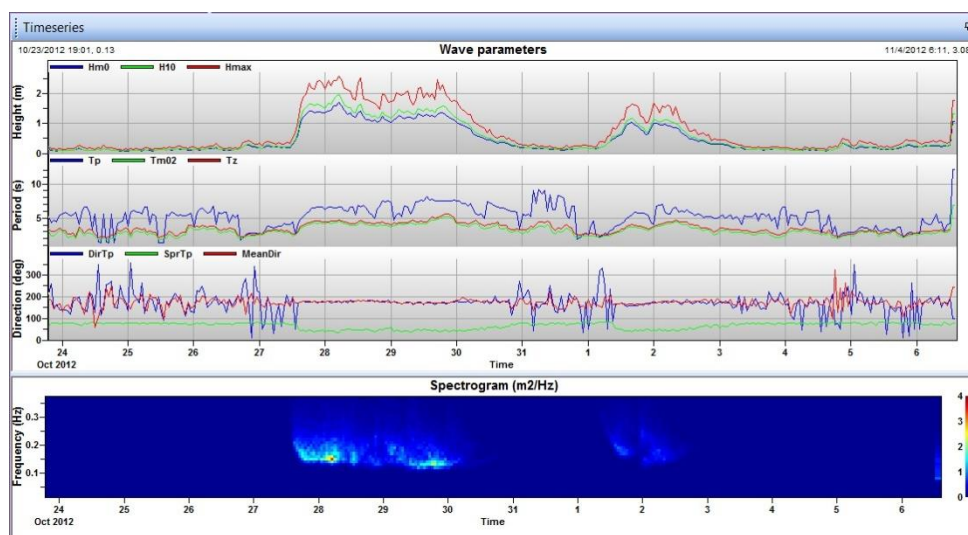 Timeseries
10/23/2012 19:01, 0.13 Wave parameters 11/4/2012 6:11, 3.08
Hm0 H10 Hmax
Height (m)
2
1
0
Tp Tm02 Tz
Period (s)
10
5
DirTp SprTp MeanDir
Direction (deg)
300
200
100
0
24 25 26 27 28 29 30 31 1 2 3 4 5 6
Oct 2012 Time
Spectrogram (m2/Hz)
Frequency (Hz)
0.3
0.2
0.1
4
3
2
1
0
24 25 26 27 28 29 30 31 1 2 3 4 5 6
Oct 2012 Time